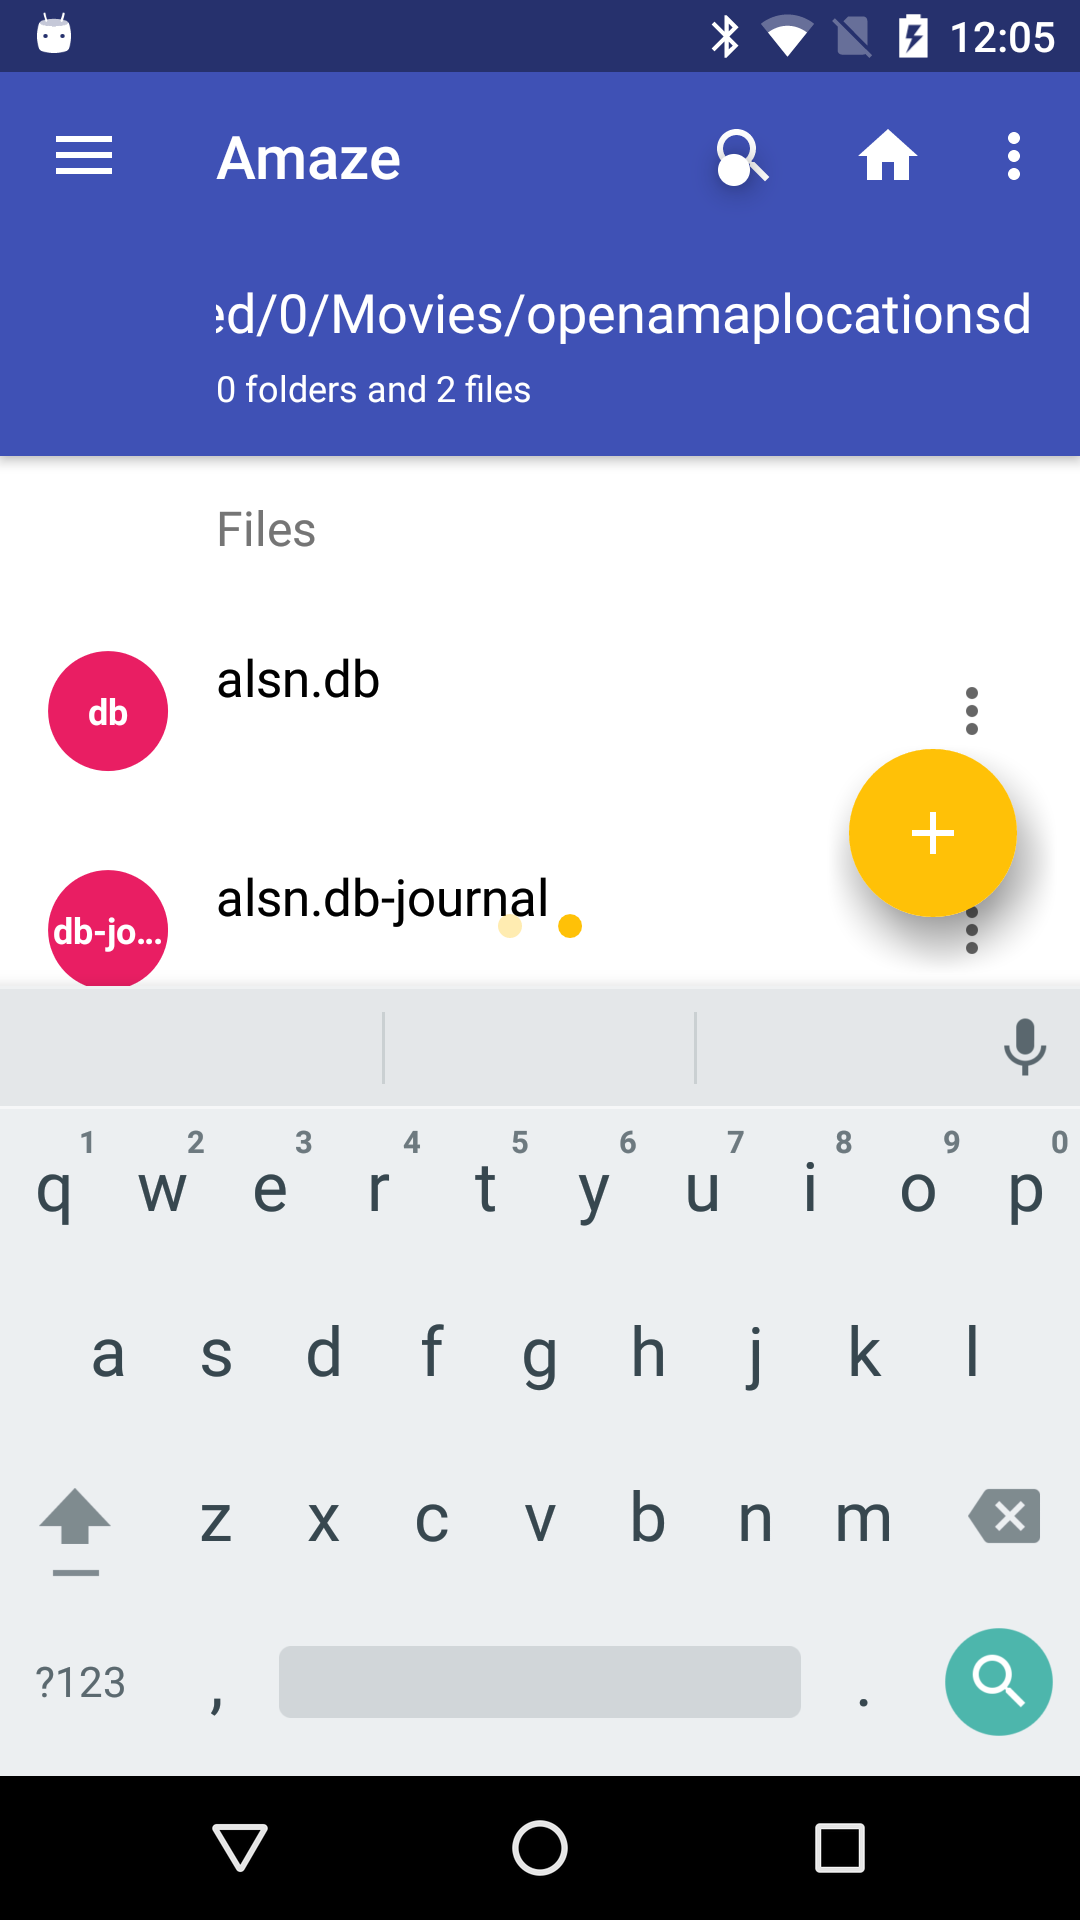 12:05
Amaze
ed/0/Movies/openamaplocationsd
0 folders and 2 files
Files
alsn.db
db
alsn.db-journal
db-jo...
1 2 3 4 5 6 7 8 9 0
q w e r t y u i o p
a s d f g h j k l
z x c v b n m
?123 , .